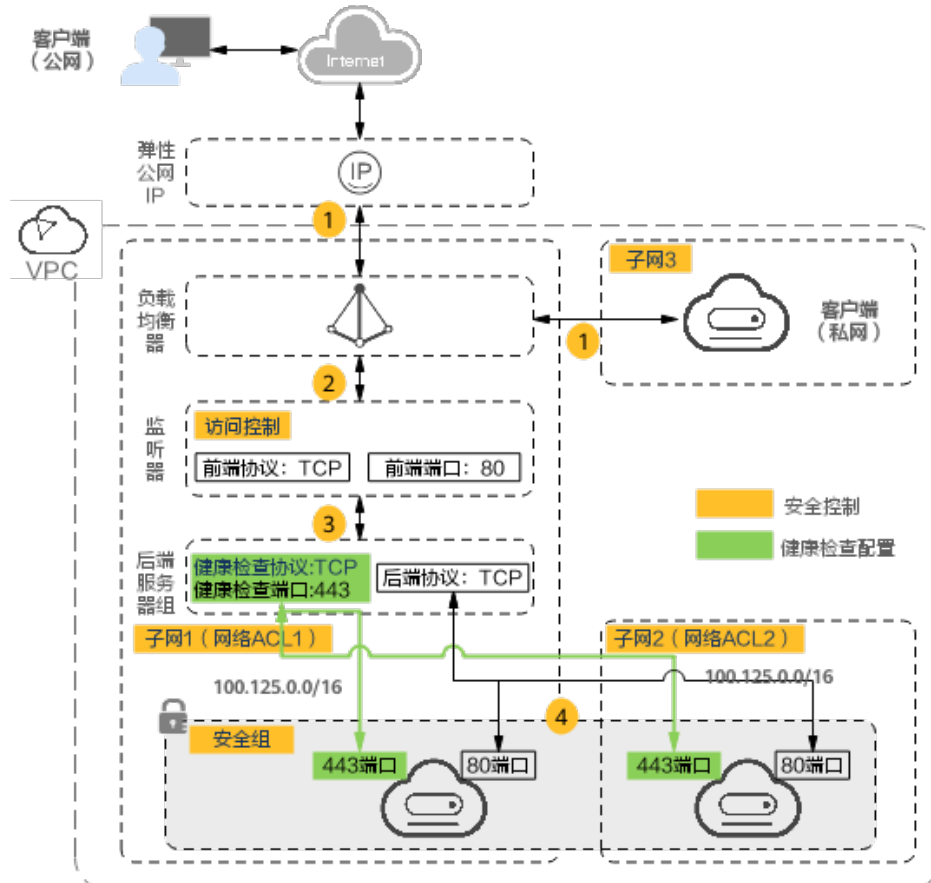 客户端
（公网）
Internet
弹性
公网
IP
IP
1
VPC
子网3
负载
均衡
器
客户端
（私网）
1
2
监
听
器
访问控制
前端协议：TCP
前端端口：80
3
安全控制
健康检查配置
后端
服务
器组
健康检查协议:TCP
健康检查端口:443
后端协议：TCP
子网1（网络ACL1）
子网2（网络ACL2）
100.125.0.0/16
100.125.0.0/16
4
安全组
443端口
80端口
443端口
80端口